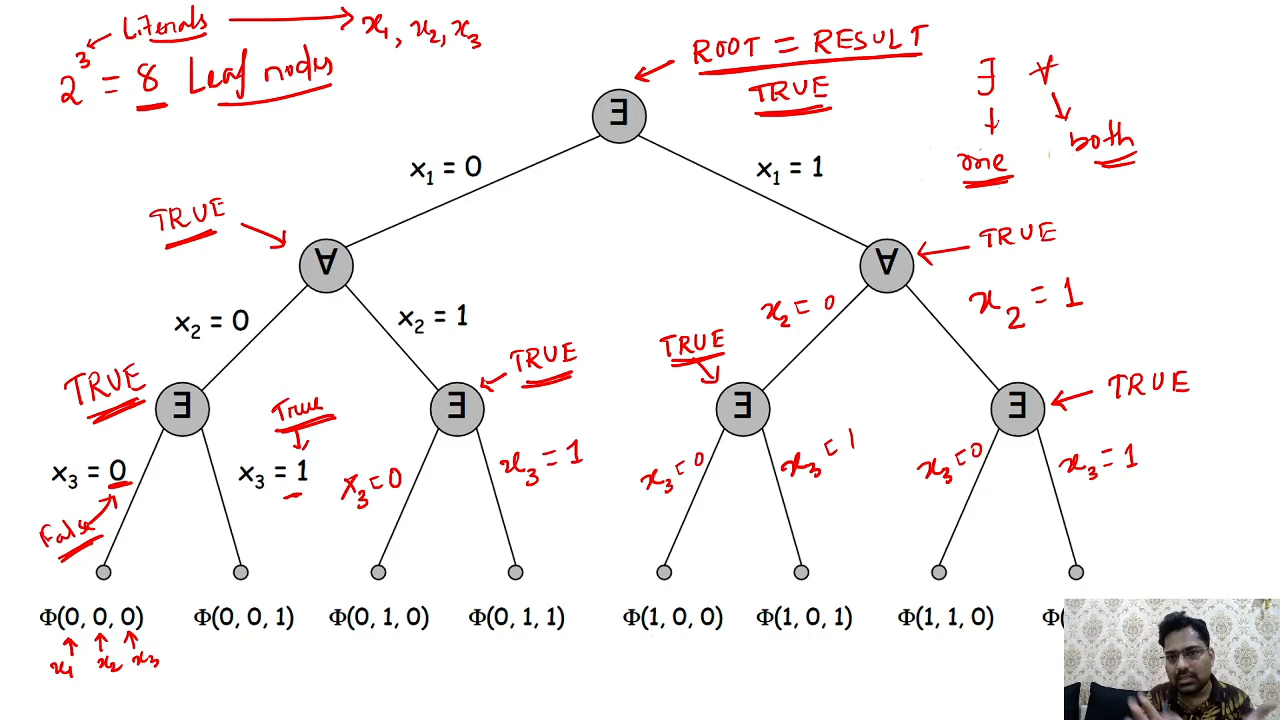 Literals → x₁, x₂, x₃
2³ = 8 Leaf nodes
ROOT = RESULT
TRUE
∃ ∀
one both
∃
x₁ = 0 x₁ = 1
TRUE TRUE
∀ ∀
x₂ = 0 x₂ = 1 x₂ = 0 x₂ = 1
TRUE TRUE TRUE TRUE
∃ ∃ ∃ ∃
True
x₃ = 0 x₃ = 1 x₃ = 0 x₃ = 1 x₃ = 0 x₃ = 1 x₃ = 0 x₃ = 1
False
Φ(0, 0, 0) Φ(0, 0, 1) Φ(0, 1, 0) Φ(0, 1, 1) Φ(1, 0, 0) Φ(1, 0, 1) Φ(1, 1, 0) Φ(
x₁ x₂ x₃